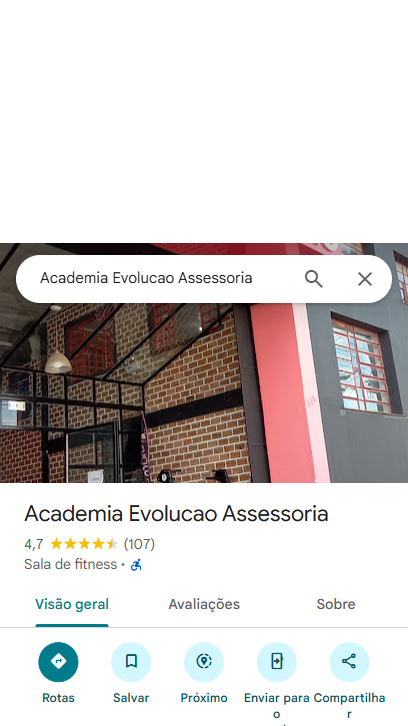 Academia Evolucao Assessoria
Academia Evolucao Assessoria
4,7 (107)
Sala de fitness ·
Visão geral Avaliações Sobre
Rotas Salvar Próximo Enviar para o Compartilhar